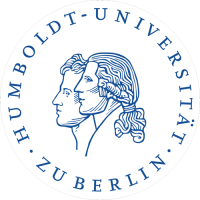 HUMBOLDT-UNIVERSITÄT
· ZU BERLIN ·